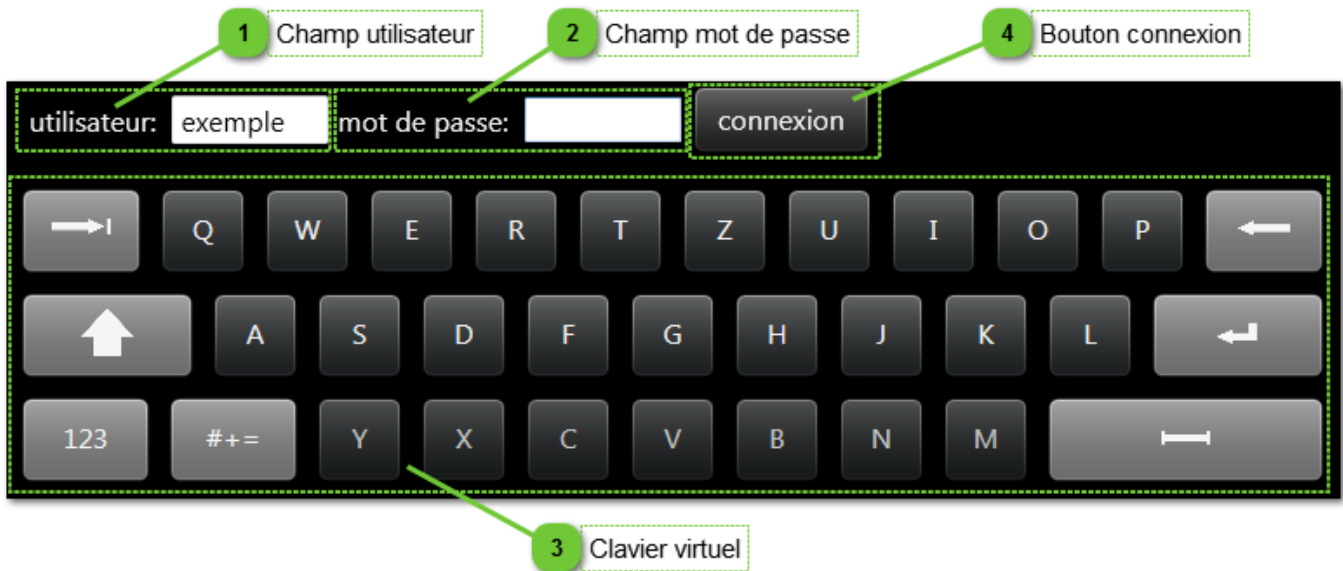 1 Champ utilisateur 2 Champ mot de passe 4 Bouton connexion
utilisateur: exemple mot de passe: connexion
Q W E R T Z U I O P
A S D F G H J K L
123 #+= Y X C V B N M
3 Clavier virtuel